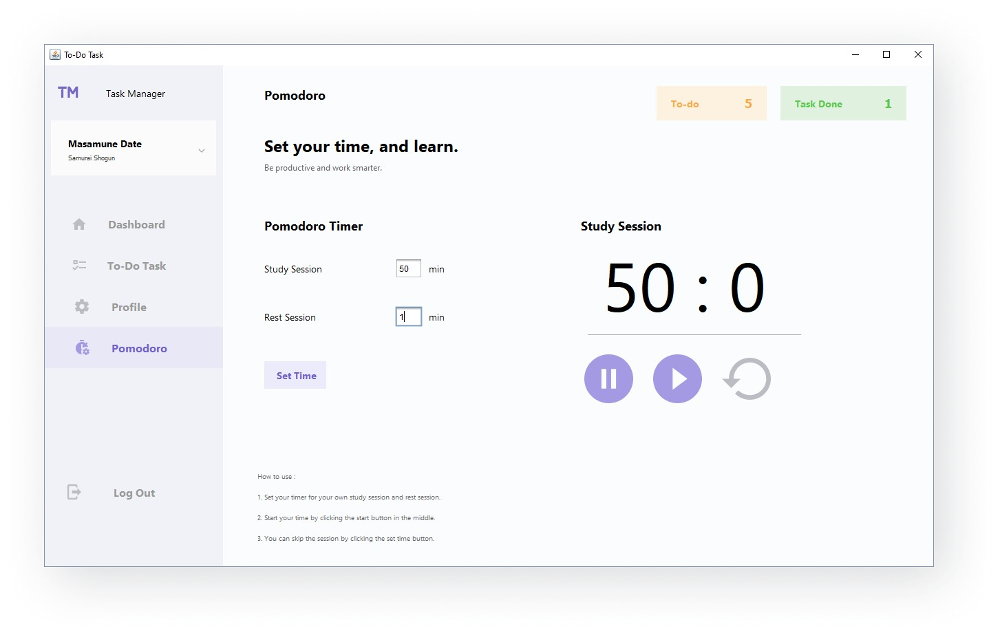 To-Do Task
TM Task Manager
Masamune Date
Samurai Shogun
Dashboard
To-Do Task
Profile
Pomodoro
Log Out
Pomodoro
To-do 5
Task Done 1
Set your time, and learn.
Be productive and work smarter.
Pomodoro Timer
Study Session 50 min
Rest Session 1 min
Set Time
Study Session
50 : 0
How to use :
1. Set your timer for your own study session and rest session.
2. Start your time by clicking the start button in the middle.
3. You can skip the session by clicking the set time button.